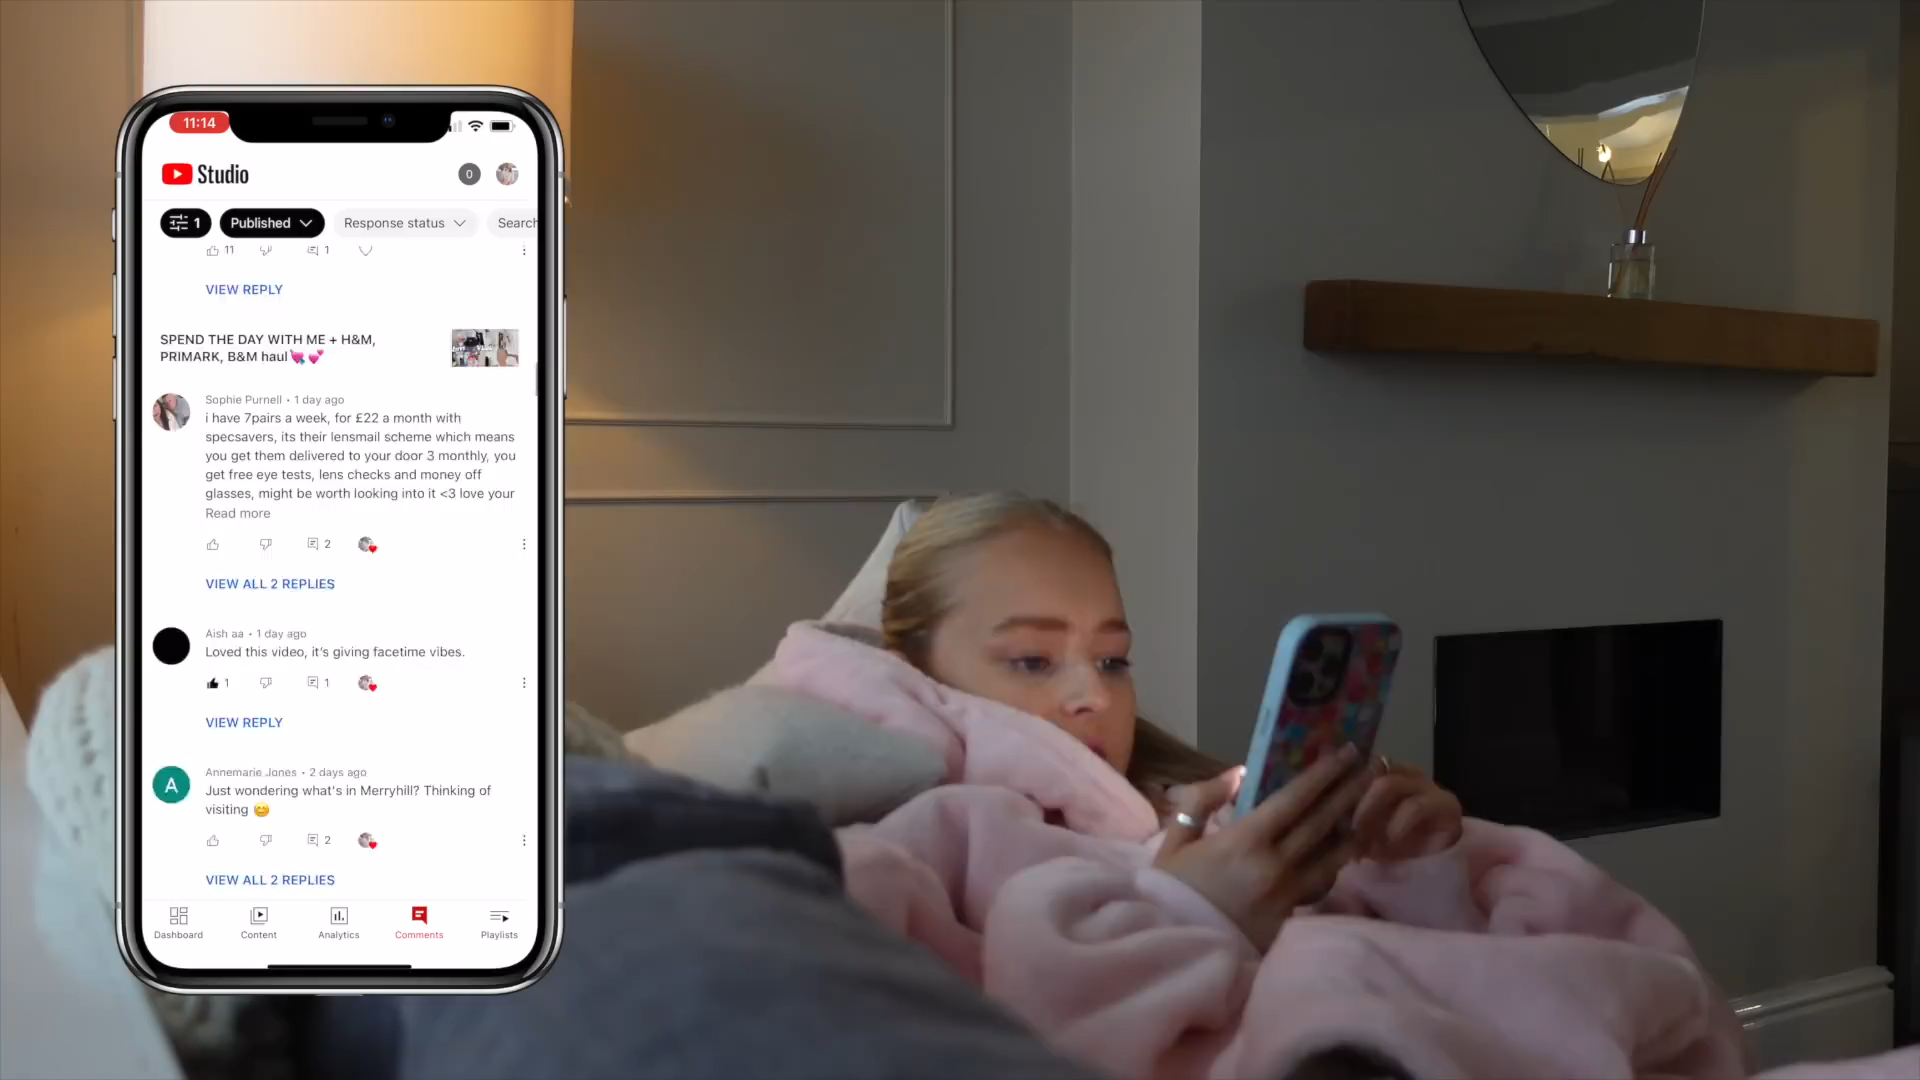 11:14
Studio
0
1
Published
Response status
Search
11
1
VIEW REPLY
SPEND THE DAY WITH ME + H&M,
PRIMARK, B&M haul💘💕
Sophie Purnell • 1 day ago
i have 7pairs a week, for £22 a month with
specsavers, its their lensmail scheme which means
you get them delivered to your door 3 monthly, you
get free eye tests, lens checks and money off
glasses, might be worth looking into it <3 love your
Read more
2
VIEW ALL 2 REPLIES
Aish aa • 1 day ago
Loved this video, it's giving facetime vibes.
1
1
VIEW REPLY
A
Annemarie Jones • 2 days ago
Just wondering what's in Merryhill? Thinking of
visiting 😊
2
VIEW ALL 2 REPLIES
Dashboard
Content
Analytics
Comments
Playlists